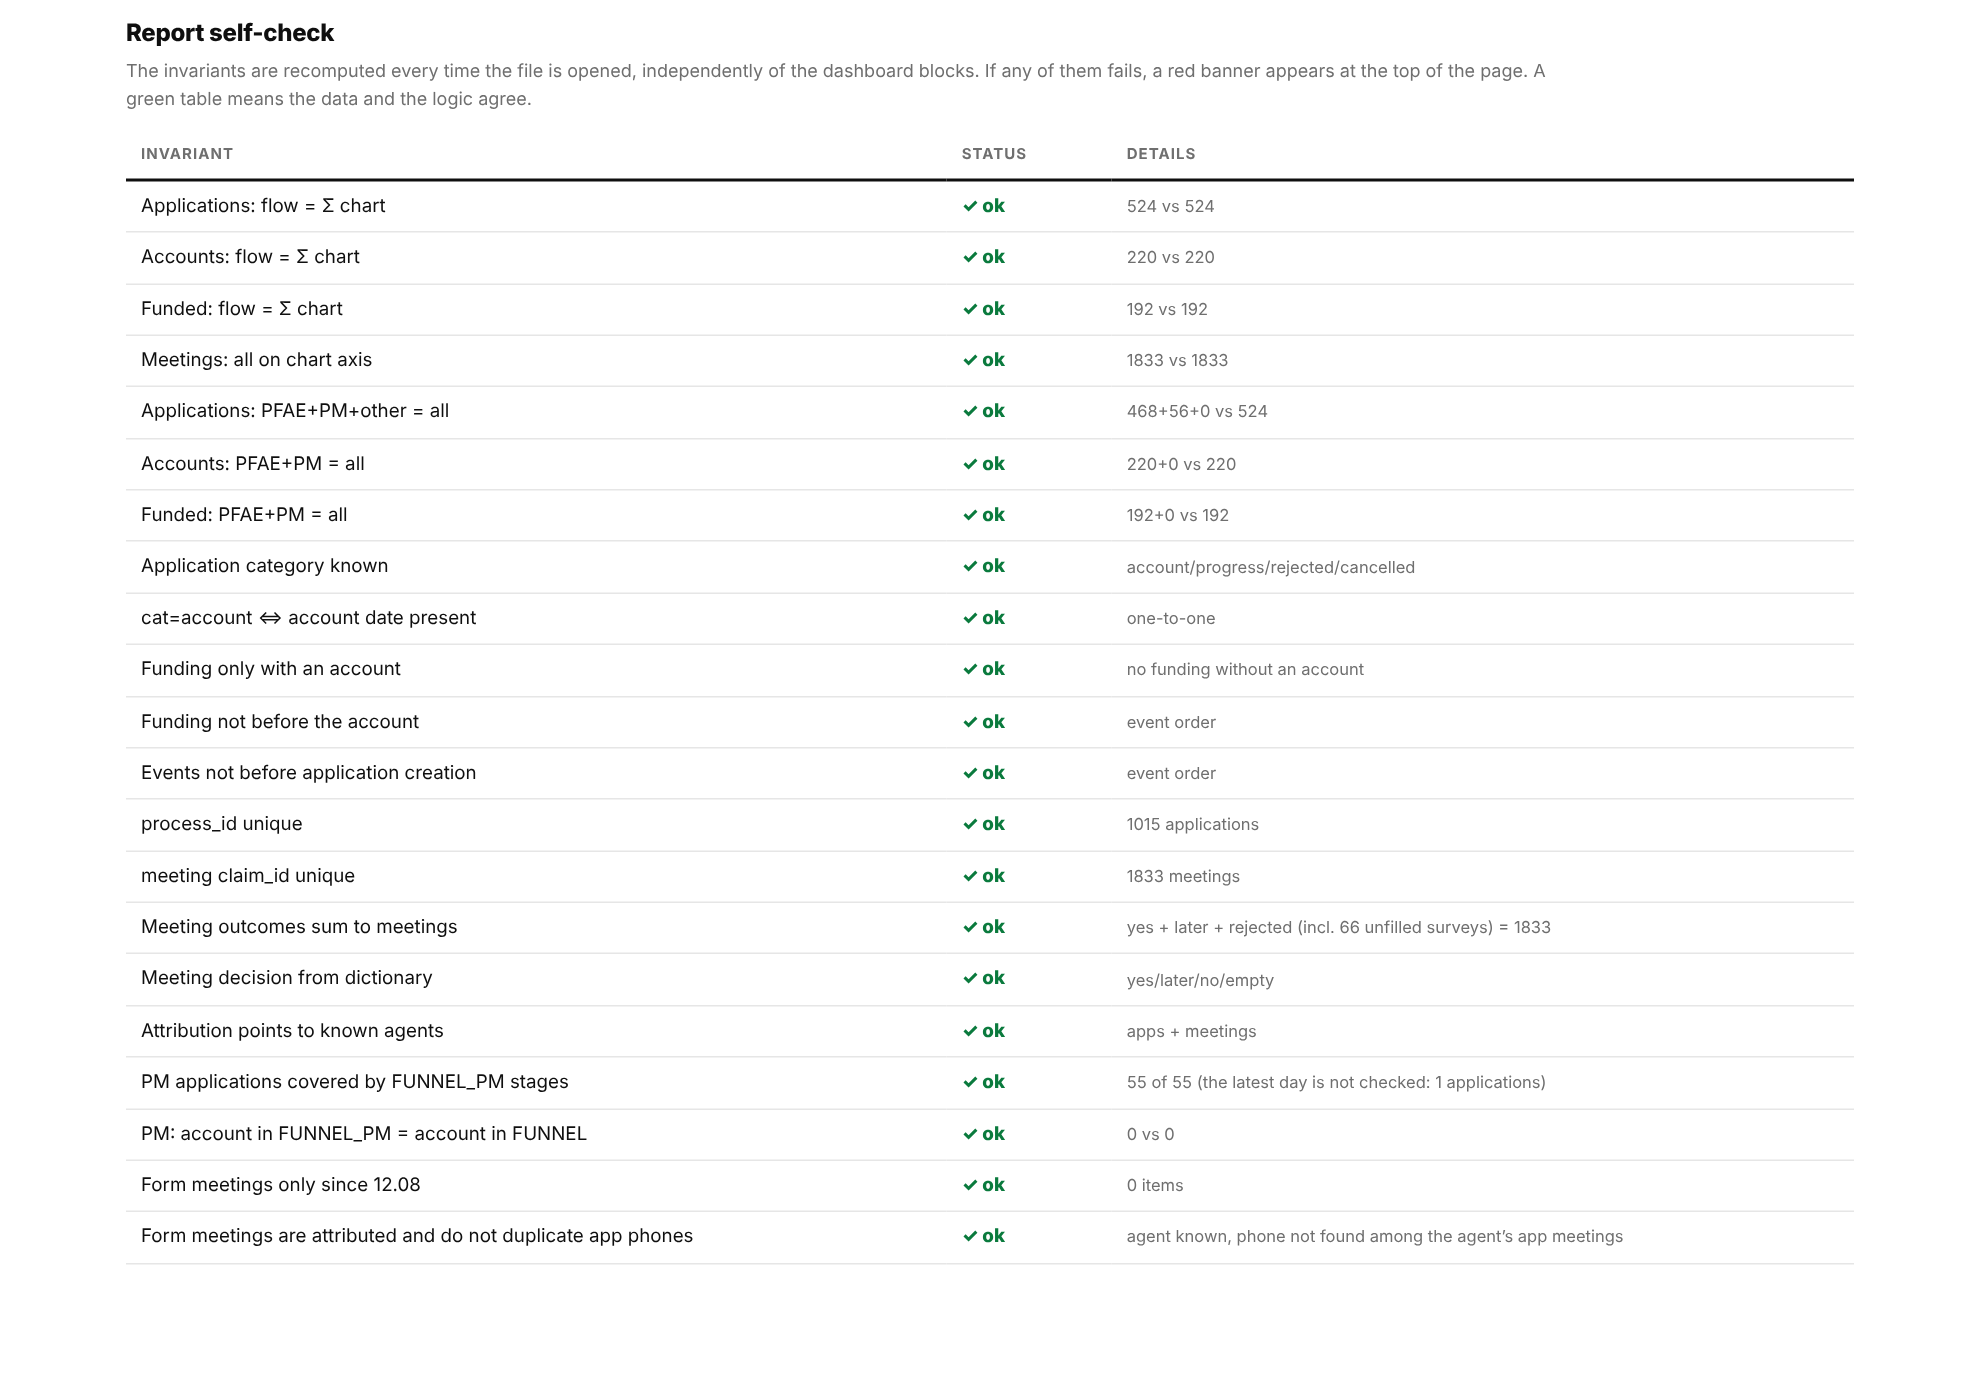 Report self-check
The invariants are recomputed every time the file is opened, independently of the dashboard blocks. If any of them fails, a red banner appears at the top of the page. A
green table means the data and the logic agree.
INVARIANT STATUS DETAILS
Applications: flow = Σ chart ✓ ok 524 vs 524
Accounts: flow = Σ chart ✓ ok 220 vs 220
Funded: flow = Σ chart ✓ ok 192 vs 192
Meetings: all on chart axis ✓ ok 1833 vs 1833
Applications: PFAE+PM+other = all ✓ ok 468+56+0 vs 524
Accounts: PFAE+PM = all ✓ ok 220+0 vs 220
Funded: PFAE+PM = all ✓ ok 192+0 vs 192
Application category known ✓ ok account/progress/rejected/cancelled
cat=account ⇔ account date present ✓ ok one-to-one
Funding only with an account ✓ ok no funding without an account
Funding not before the account ✓ ok event order
Events not before application creation ✓ ok event order
process_id unique ✓ ok 1015 applications
meeting claim_id unique ✓ ok 1833 meetings
Meeting outcomes sum to meetings ✓ ok yes + later + rejected (incl. 66 unfilled surveys) = 1833
Meeting decision from dictionary ✓ ok yes/later/no/empty
Attribution points to known agents ✓ ok apps + meetings
PM applications covered by FUNNEL_PM stages ✓ ok 55 of 55 (the latest day is not checked: 1 applications)
PM: account in FUNNEL_PM = account in FUNNEL ✓ ok 0 vs 0
Form meetings only since 12.08 ✓ ok 0 items
Form meetings are attributed and do not duplicate app phones ✓ ok agent known, phone not found among the agent’s app meetings